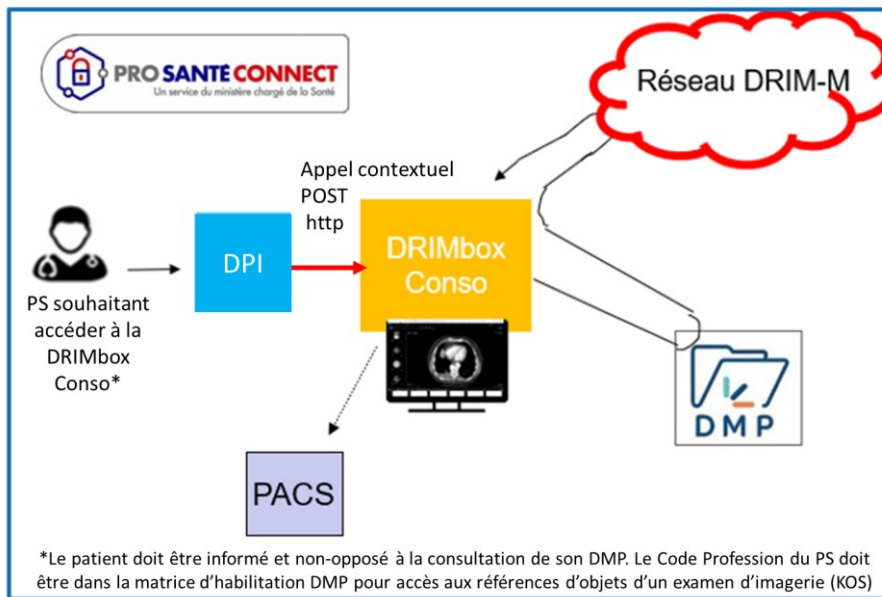 PRO SANTÉ CONNECT
Un service du ministère chargé de la Santé
Réseau DRIM-M
Appel contextuel
POST
http
DPI
DRIMbox
Conso
PS souhaitant
accéder à la
DRIMbox
Conso*
DMP
PACS
*Le patient doit être informé et non-opposé à la consultation de son DMP. Le Code Profession du PS doit
être dans la matrice d'habilitation DMP pour accès aux références d'objets d'un examen d'imagerie (KOS)